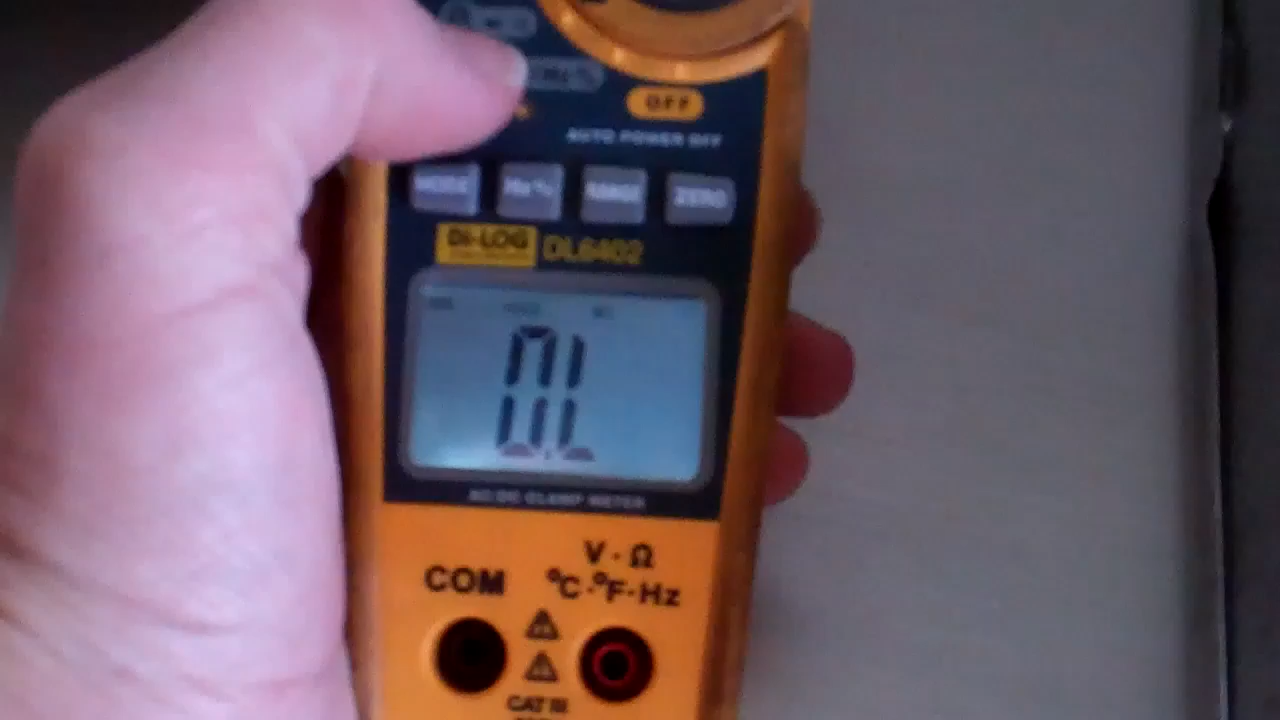 OFF
AUTO POWER OFF
MODE Hz% RANGE ZERO
Di-LOG DL6402
0.L
AC/DC CLAMP METER
V·Ω
COM °C·°F·Hz
CAT III